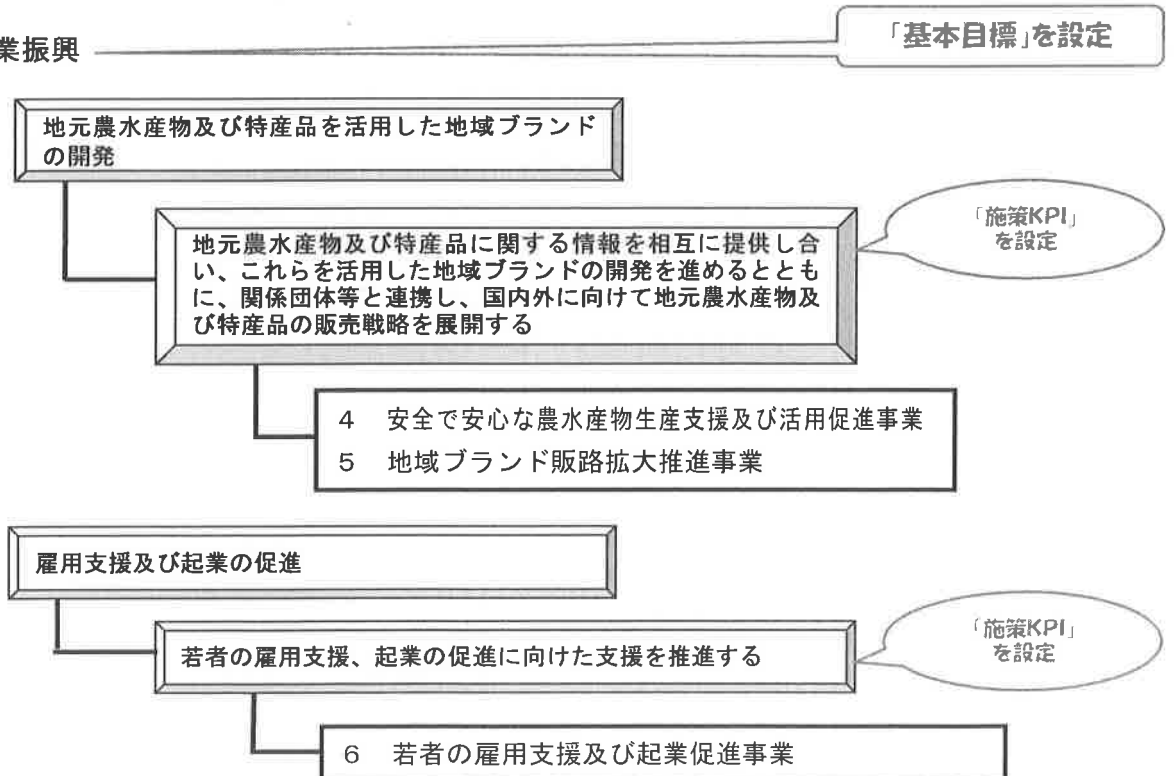 業振興
「基本目標」を設定
地元農水産物及び特産品を活用した地域ブランド
の開発
「施策KPI」
を設定
地元農水産物及び特産品に関する情報を相互に提供し合
い、これらを活用した地域ブランドの開発を進めるととも
に、関係団体等と連携し、国内外に向けて地元農水産物及
び特産品の販売戦略を展開する
4　安全で安心な農水産物生産支援及び活用促進事業
5　地域ブランド販路拡大推進事業
雇用支援及び起業の促進
「施策KPI」
を設定
若者の雇用支援、起業の促進に向けた支援を推進する
6　若者の雇用支援及び起業促進事業